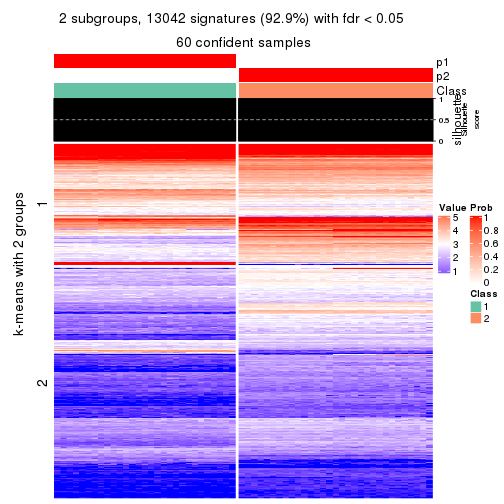 2 subgroups, 13042 signatures (92.9%) with fdr < 0.05
60 confident samples
p1
p2
Class
1
0.5
0
silhouette
Silhouette
score
k-means with 2 groups
1
2
Value
5
4
3
2
1
Prob
1
0.8
0.6
0.4
0.2
0
Class
1
2